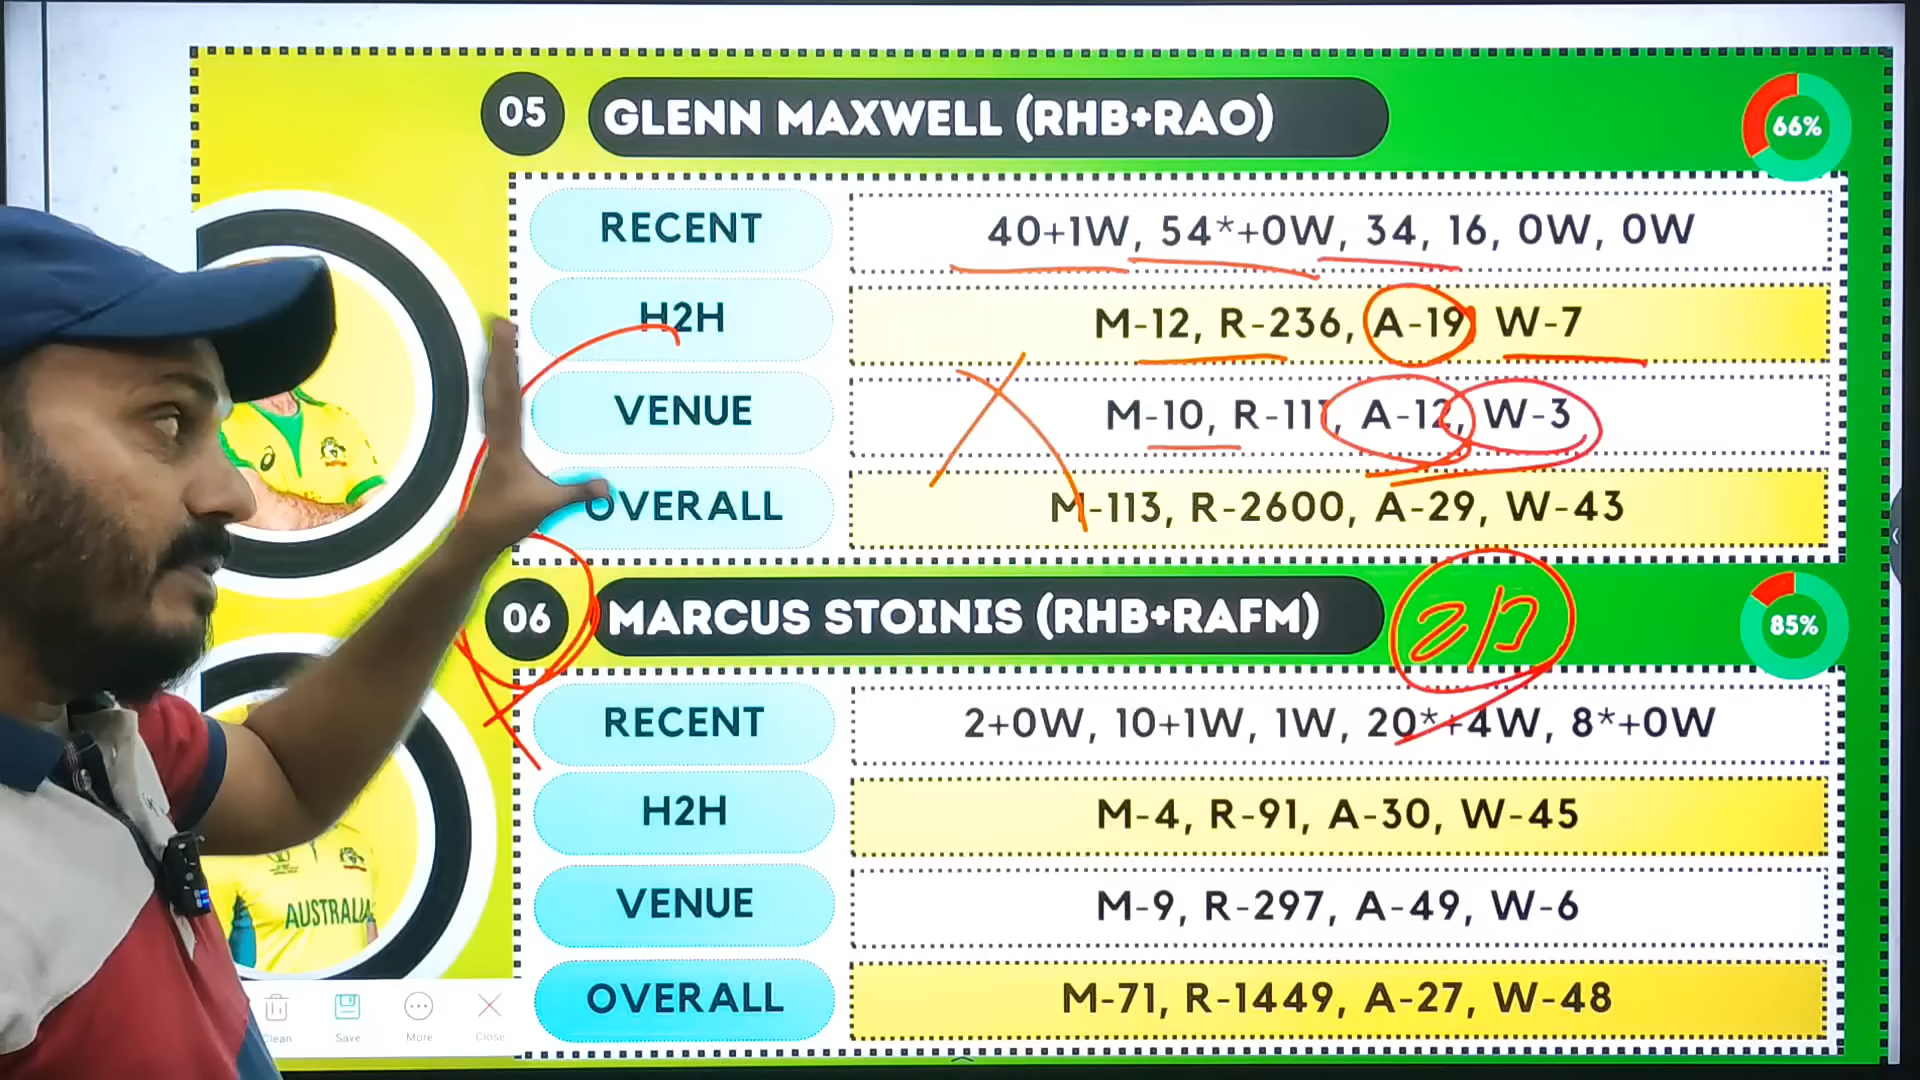 05 GLENN MAXWELL (RHB+RAO) 66%
RECENT 40+1W, 54*+0W, 34, 16, 0W, 0W
H2H M-12, R-236, A-19, W-7
VENUE M-10, R-111, A-12, W-3
OVERALL M-113, R-2600, A-29, W-43
06 MARCUS STOINIS (RHB+RAFM) 85%
RECENT 2+0W, 10+1W, 1W, 20*+4W, 8*+0W
H2H M-4, R-91, A-30, W-45
VENUE M-9, R-297, A-49, W-6
OVERALL M-71, R-1449, A-27, W-48
AUSTRALIA
Clean Save More Close